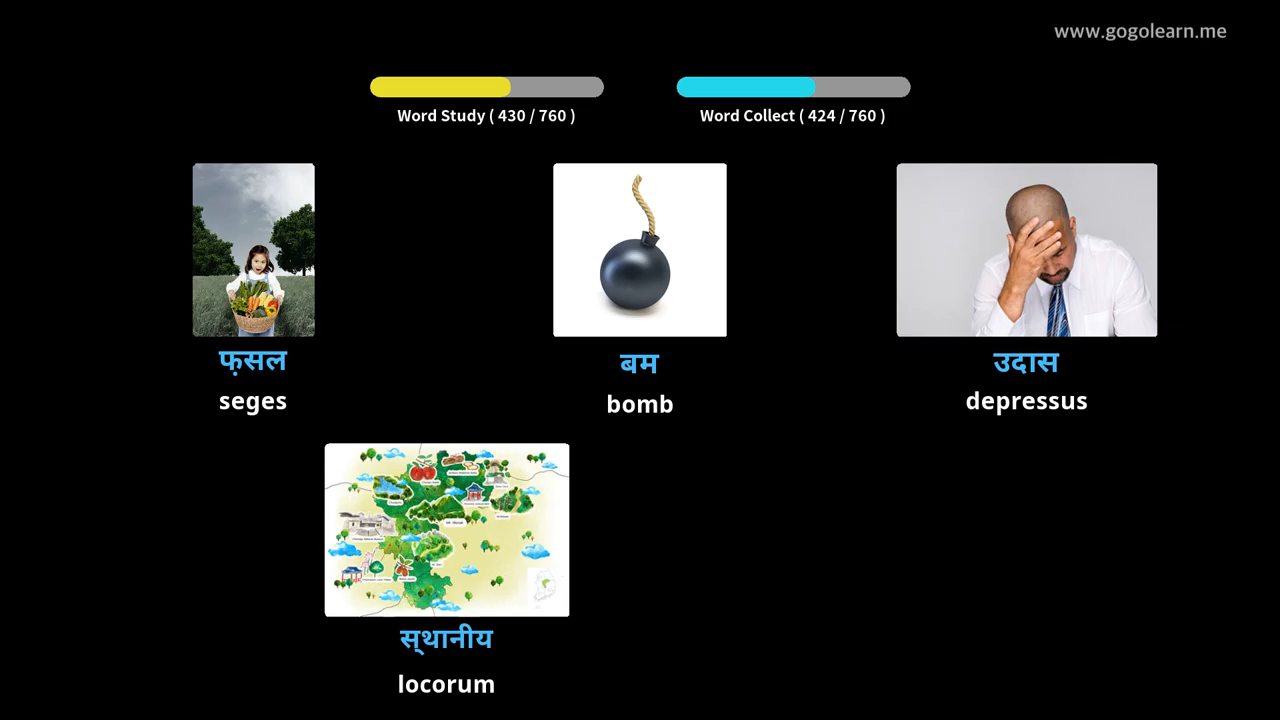 www.gogolearn.me
Word Study ( 430 / 760 )
Word Collect ( 424 / 760 )
फ़सल
बम
उदास
seges
bomb
depressus
स्थानीय
locorum